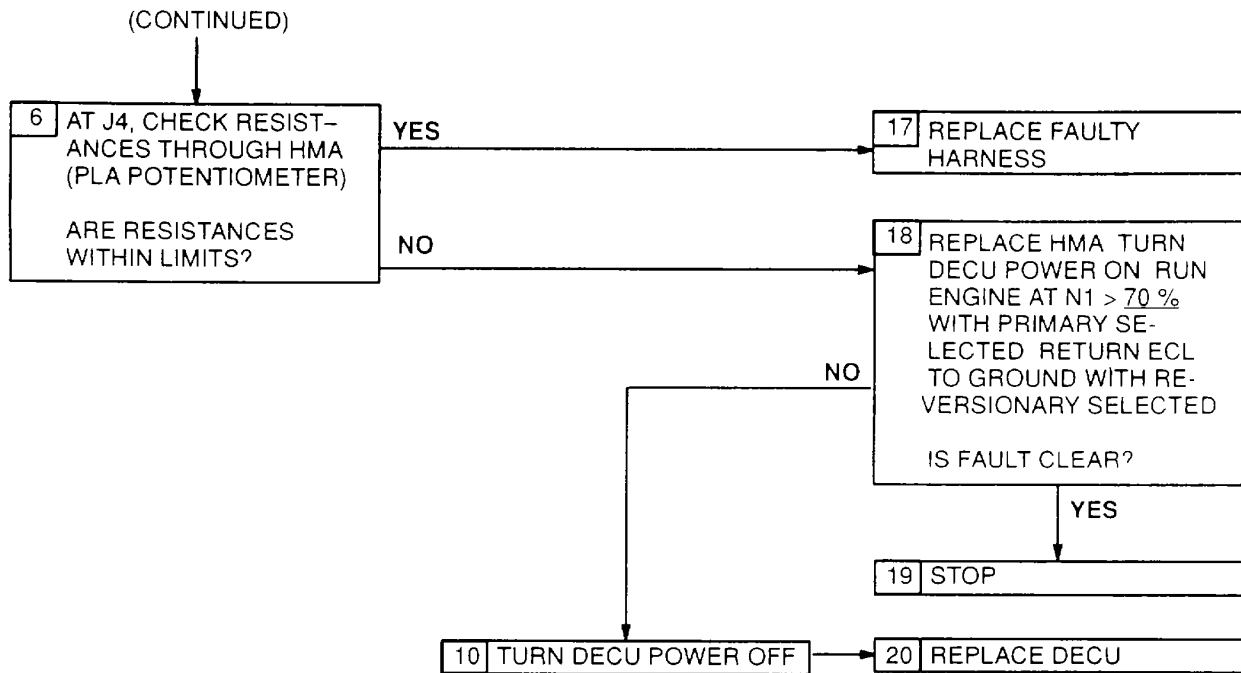 (CONTINUED)
6 AT J4, CHECK RESIST-
ANCES THROUGH HMA
(PLA POTENTIOMETER)
ARE RESISTANCES
WITHIN LIMITS?
YES
17 REPLACE FAULTY
HARNESS
NO
18 REPLACE HMA TURN
DECU POWER ON RUN
ENGINE AT N1 > 70 %
WITH PRIMARY SE-
LECTED RETURN ECL
TO GROUND WITH RE-
VERSIONARY SELECTED
IS FAULT CLEAR?
NO
YES
19 STOP
10 TURN DECU POWER OFF
20 REPLACE DECU